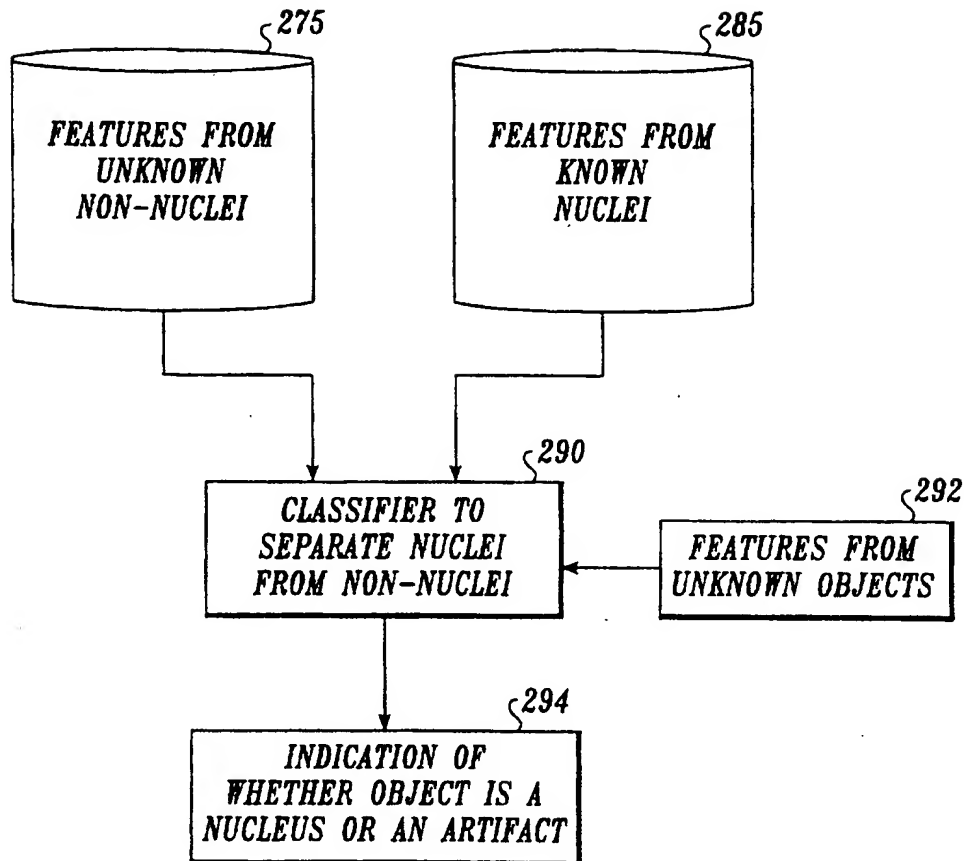 275
FEATURES FROM
UNKNOWN
NON-NUCLEI
285
FEATURES FROM
KNOWN
NUCLEI
290
CLASSIFIER TO
SEPARATE NUCLEI
FROM NON-NUCLEI
292
FEATURES FROM
UNKNOWN OBJECTS
294
INDICATION OF
WHETHER OBJECT IS A
NUCLEUS OR AN ARTIFACT